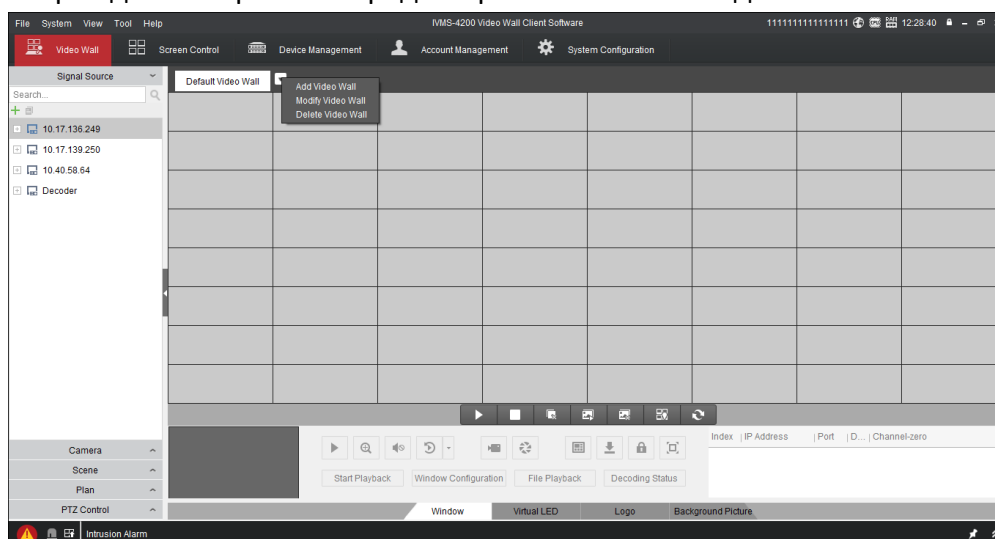 File System View Tool Help IVMS-4200 Video Wall Client Software 1111111111111111 12:28:40
Video Wall Screen Control Device Management Account Management System Configuration
Signal Source Default Video Wall
Add Video Wall
Search...
Modify Video Wall
Delete Video Wall
10.17.136.249
10.17.139.250
10.40.58.64
Decoder
Index IP Address Port D... Channel-zero
Camera
Scene
Start Playback Window Configuration File Playback Decoding Status
Plan
PTZ Control Window Virtual LED Logo Background Picture
Intrusion Alarm